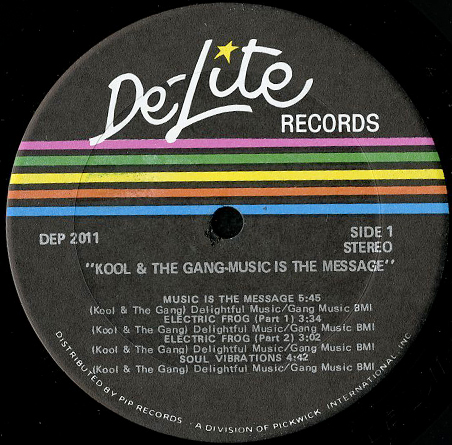 De-Lite
RECORDS
DEP 2011
SIDE 1
STEREO
"KOOL & THE GANG-MUSIC IS THE MESSAGE"
MUSIC IS THE MESSAGE 5:45
(Kool & The Gang) Delightful Music/Gang Music BMI
ELECTRIC FROG (Part 1) 3:34
(Kool & The Gang) Delightful Music/Gang Music BMI
ELECTRIC FROG (Part 2) 3:02
(Kool & The Gang) Delightful Music/Gang Music BMI
SOUL VIBRATIONS 4:42
(Kool & The Gang) Delightful Music/Gang Music BMI
DISTRIBUTED BY PIP RECORDS · A DIVISION OF PICKWICK INTERNATIONAL, INC.